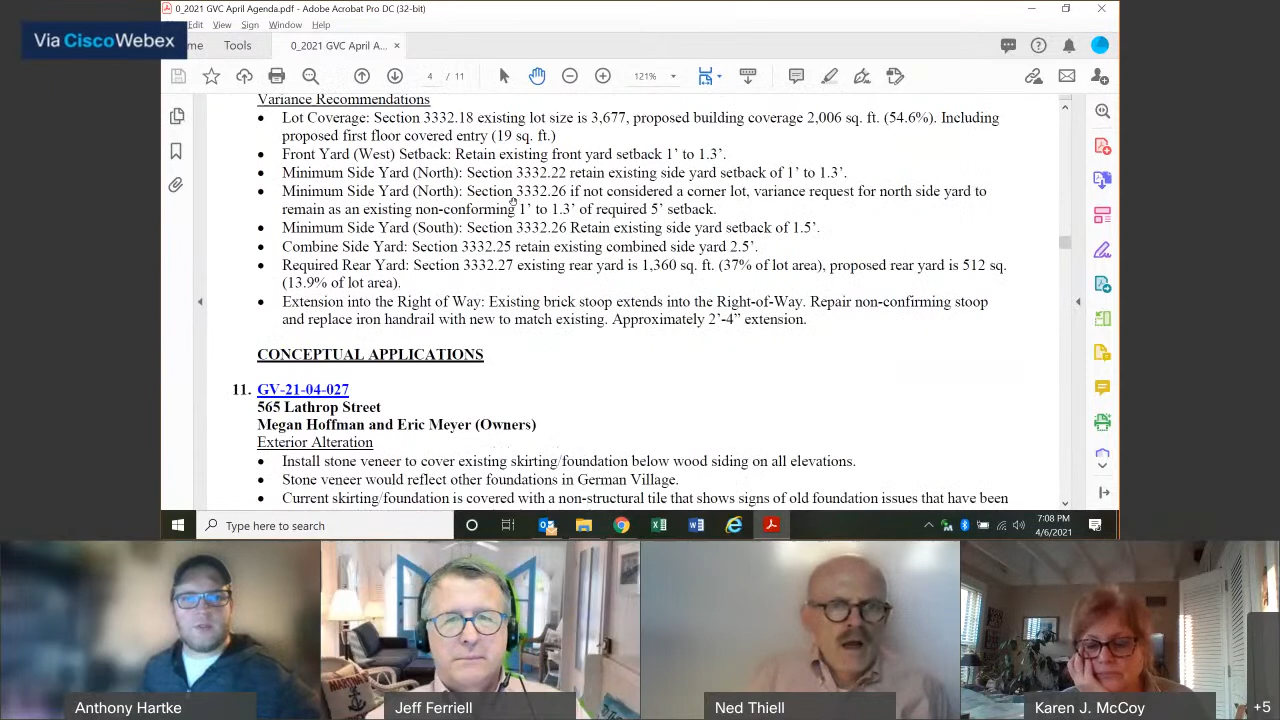 0_2021 GVC April Agenda.pdf - Adobe Acrobat Pro DC (32-bit)
Via CiscoWebex
Edit View Sign Window Help
me Tools 0_2021 GVC April A... ×
4 / 11 121%
Variance Recommendations
• Lot Coverage: Section 3332.18 existing lot size is 3,677, proposed building coverage 2,006 sq. ft. (54.6%). Including
proposed first floor covered entry (19 sq. ft.)
• Front Yard (West) Setback: Retain existing front yard setback 1’ to 1.3’.
• Minimum Side Yard (North): Section 3332.22 retain existing side yard setback of 1’ to 1.3’.
• Minimum Side Yard (North): Section 3332.26 if not considered a corner lot, variance request for north side yard to
remain as an existing non-conforming 1’ to 1.3’ of required 5’ setback.
• Minimum Side Yard (South): Section 3332.26 Retain existing side yard setback of 1.5’.
• Combine Side Yard: Section 3332.25 retain existing combined side yard 2.5’.
• Required Rear Yard: Section 3332.27 existing rear yard is 1,360 sq. ft. (37% of lot area), proposed rear yard is 512 sq.
(13.9% of lot area).
• Extension into the Right of Way: Existing brick stoop extends into the Right-of-Way. Repair non-confirming stoop
and replace iron handrail with new to match existing. Approximately 2’-4” extension.
CONCEPTUAL APPLICATIONS
11. GV-21-04-027
565 Lathrop Street
Megan Hoffman and Eric Meyer (Owners)
Exterior Alteration
• Install stone veneer to cover existing skirting/foundation below wood siding on all elevations.
• Stone veneer would reflect other foundations in German Village.
• Current skirting/foundation is covered with a non-structural tile that shows signs of old foundation issues that have been
Type here to search
7:08 PM
4/6/2021
Anthony Hartke
Jeff Ferriell
Ned Thiell
Karen J. McCoy
+5